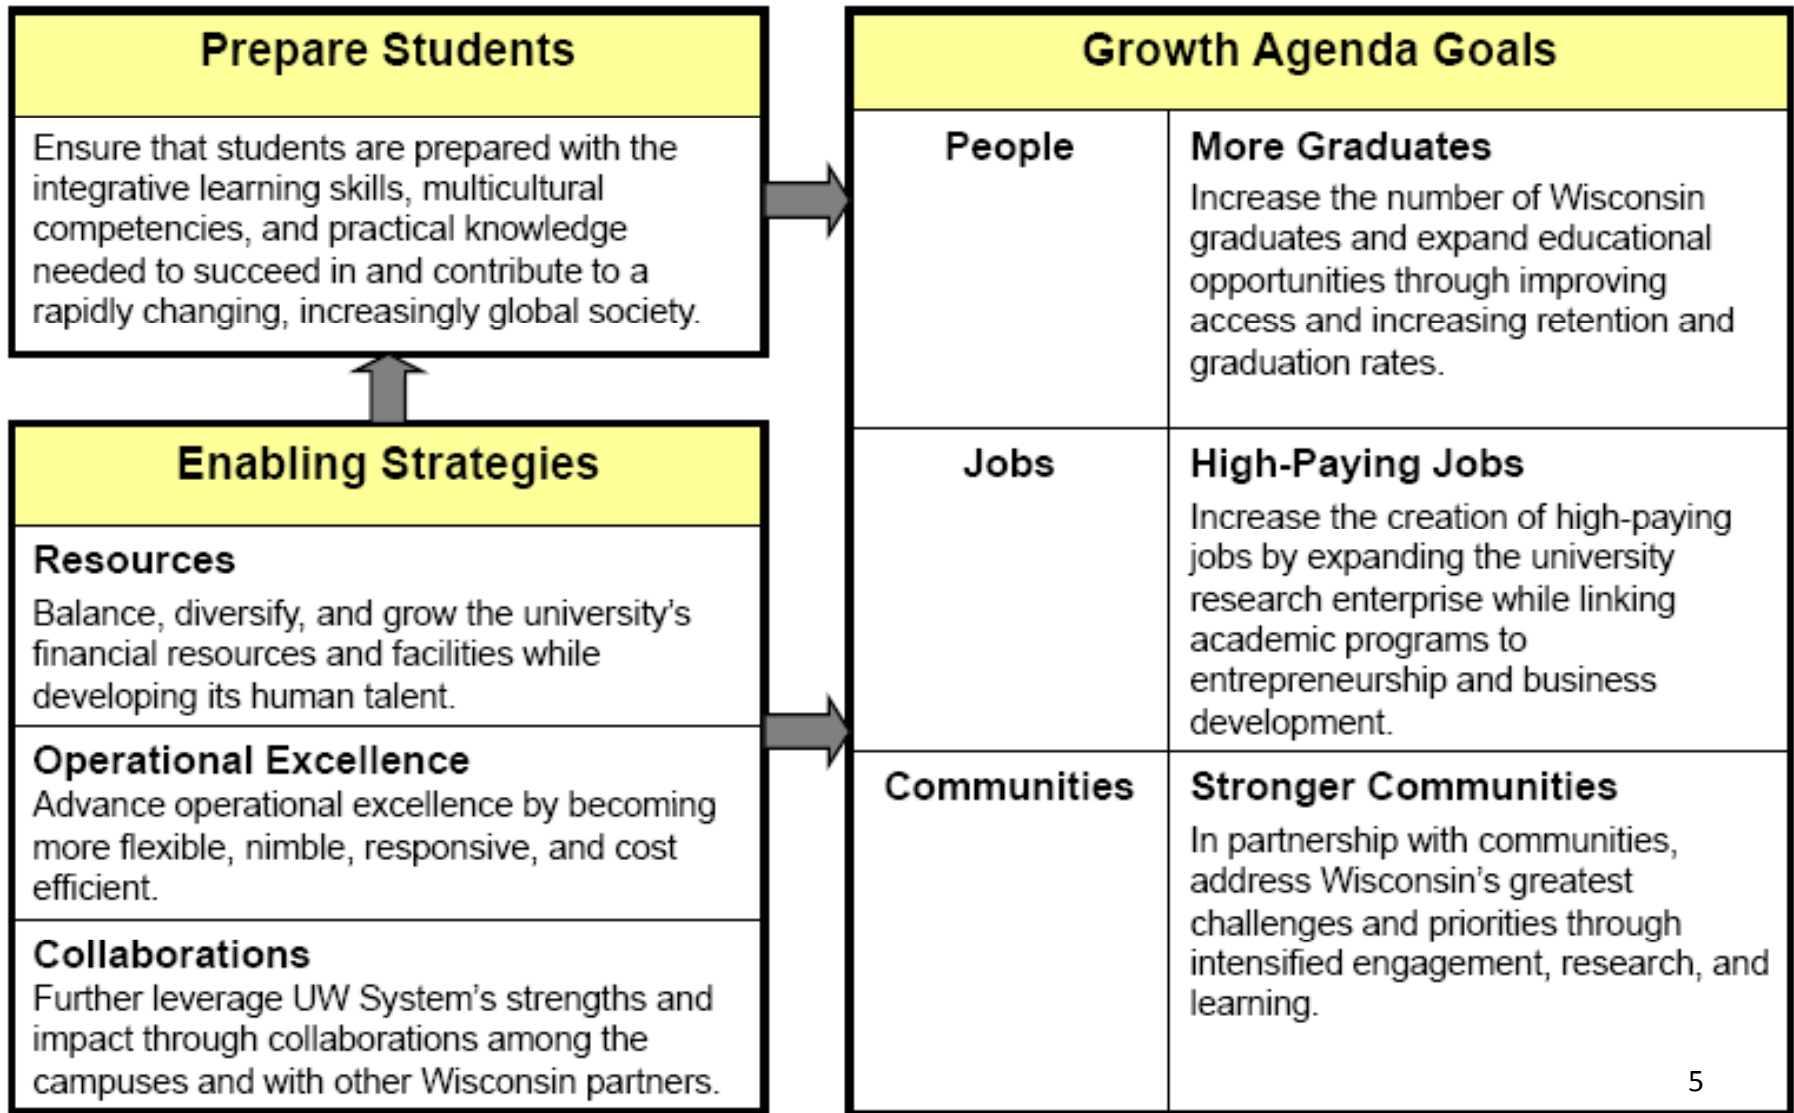 Prepare Students
Ensure that students are prepared with the
integrative learning skills, multicultural
competencies, and practical knowledge
needed to succeed in and contribute to a
rapidly changing, increasingly global society.
Enabling Strategies
Resources
Balance, diversify, and grow the university's
financial resources and facilities while
developing its human talent.
Operational Excellence
Advance operational excellence by becoming
more flexible, nimble, responsive, and cost
efficient.
Collaborations
Further leverage UW System's strengths and
impact through collaborations among the
campuses and with other Wisconsin partners.
Growth Agenda Goals
People
More Graduates
Increase the number of Wisconsin
graduates and expand educational
opportunities through improving
access and increasing retention and
graduation rates.
Jobs
High-Paying Jobs
Increase the creation of high-paying
jobs by expanding the university
research enterprise while linking
academic programs to
entrepreneurship and business
development.
Communities
Stronger Communities
In partnership with communities,
address Wisconsin's greatest
challenges and priorities through
intensified engagement, research, and
learning.
5